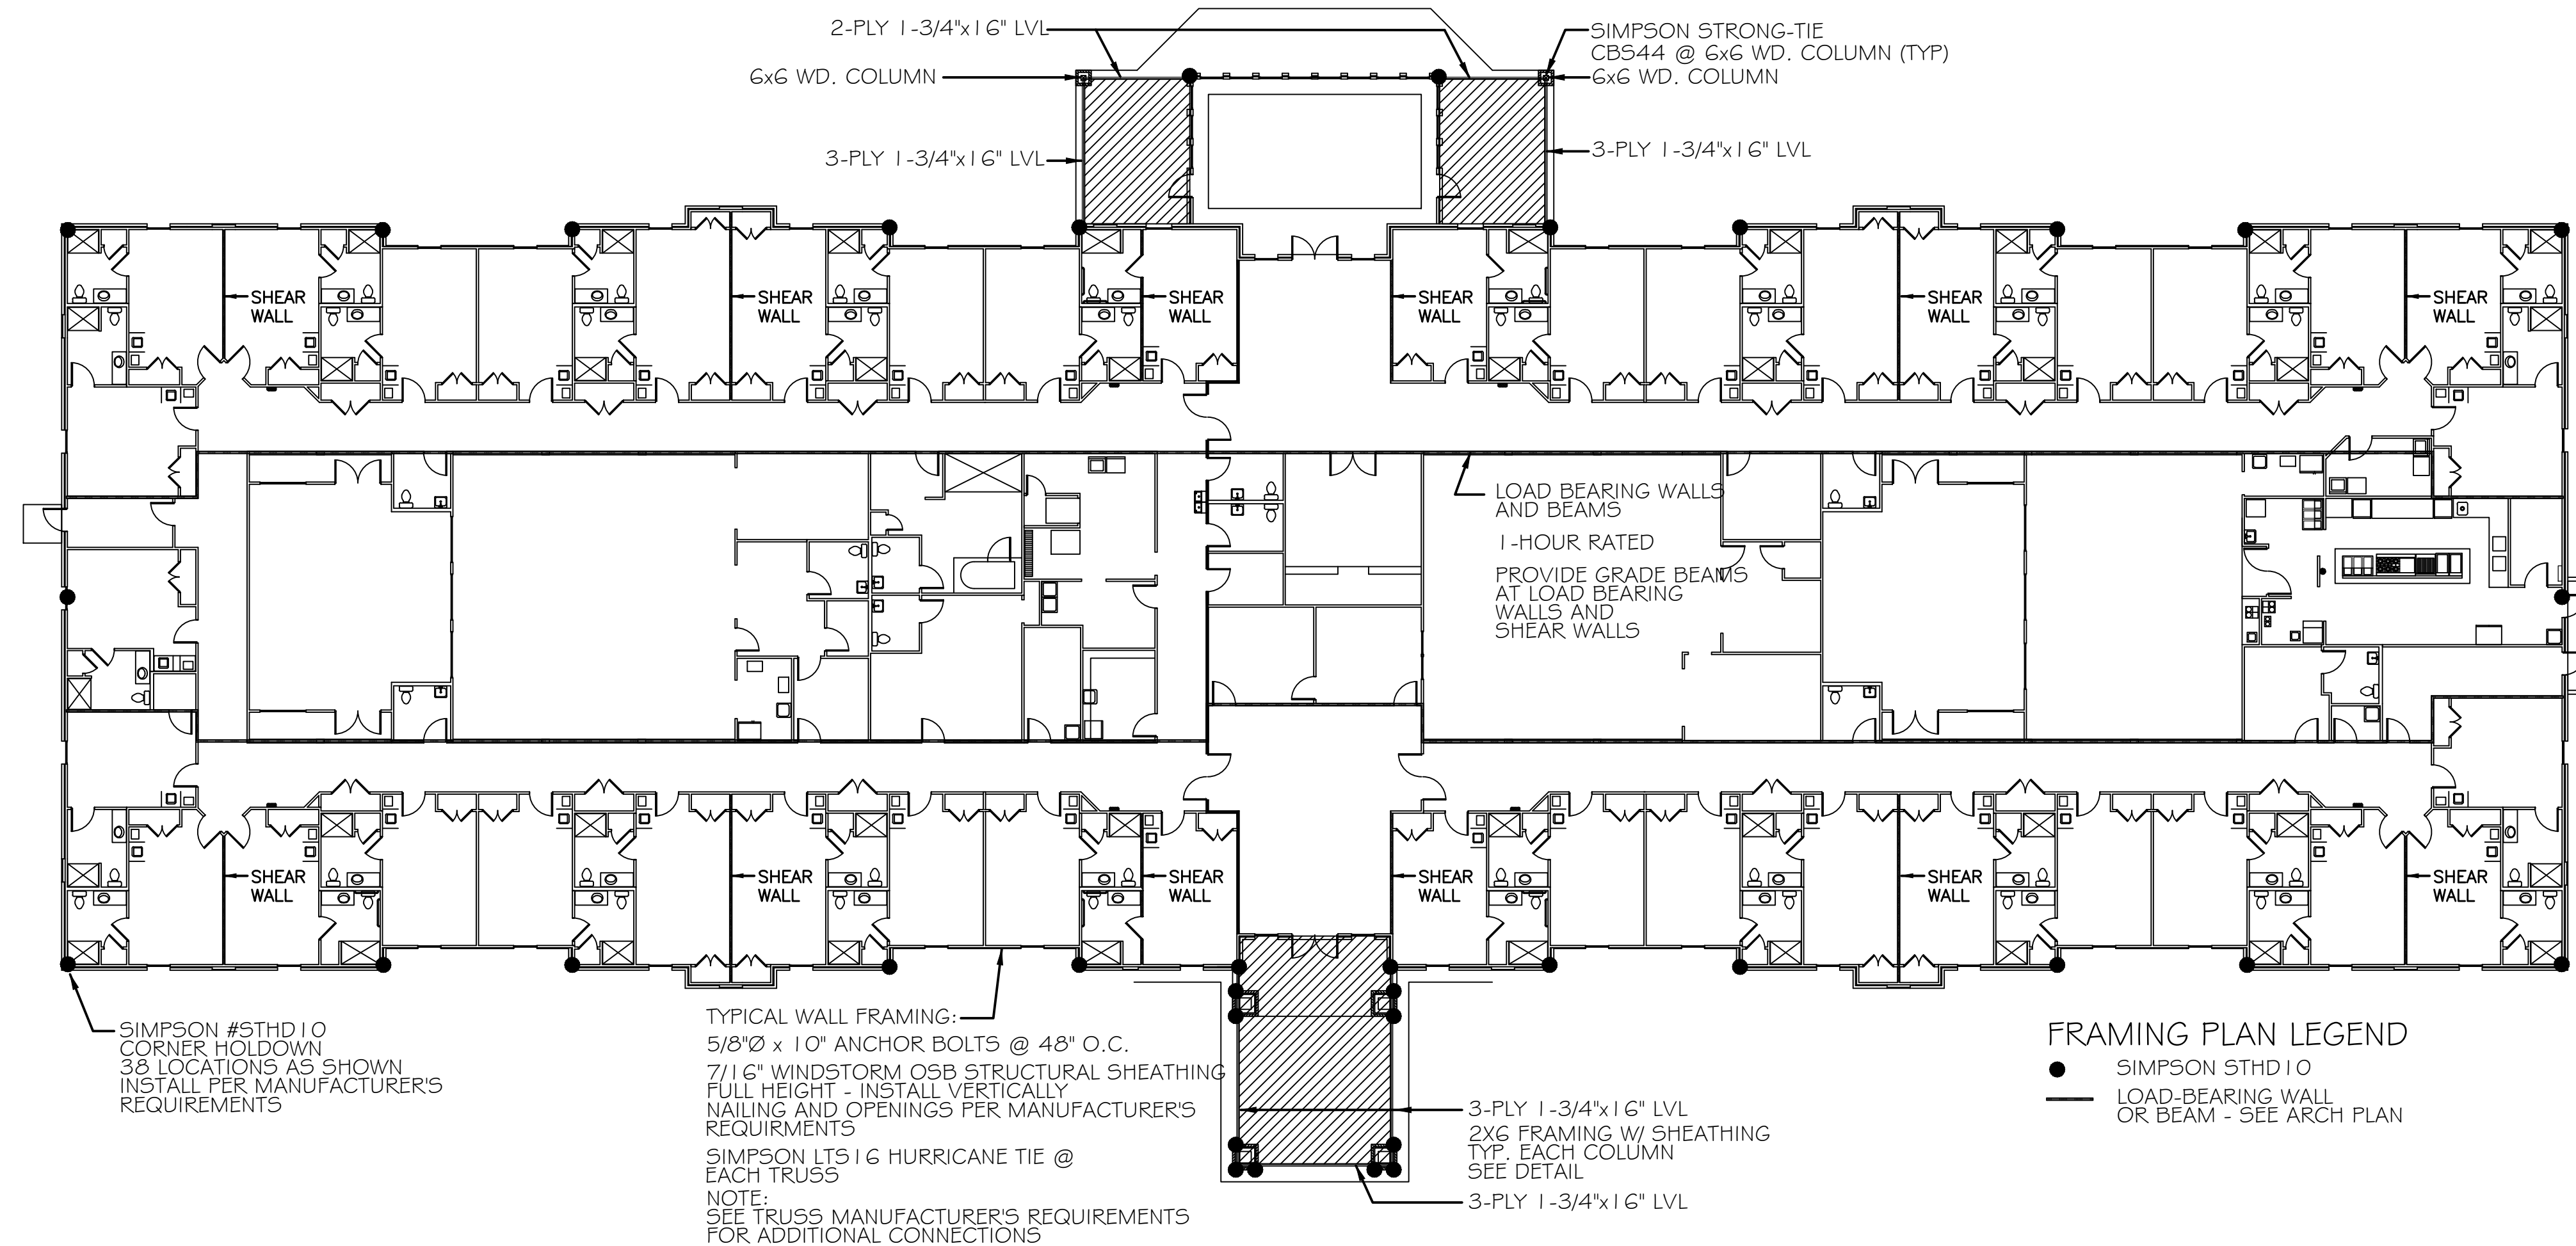 2-PLY 1-3/4"x16" LVL
6x6 WD. COLUMN
3-PLY 1-3/4"x16" LVL
SIMPSON STRONG-TIE
CBS44 @ 6x6 WD. COLUMN (TYP)
6x6 WD. COLUMN
3-PLY 1-3/4"x16" LVL
SHEAR
WALL
SHEAR
WALL
SHEAR
WALL
SHEAR
WALL
SHEAR
WALL
SHEAR
WALL
LOAD BEARING WALLS
AND BEAMS
1-HOUR RATED
PROVIDE GRADE BEAMS
AT LOAD BEARING
WALLS AND
SHEAR WALLS
SHEAR
WALL
SHEAR
WALL
SHEAR
WALL
SHEAR
WALL
SHEAR
WALL
SHEAR
WALL
SIMPSON #STHD10
CORNER HOLDOWN
38 LOCATIONS AS SHOWN
INSTALL PER MANUFACTURER'S
REQUIREMENTS
TYPICAL WALL FRAMING:
5/8"Ø x 10" ANCHOR BOLTS @ 48" O.C.
7/16" WINDSTORM OSB STRUCTURAL SHEATHING
FULL HEIGHT - INSTALL VERTICALLY
NAILING AND OPENINGS PER MANUFACTURER'S
REQUIRMENTS
SIMPSON LTS16 HURRICANE TIE @
EACH TRUSS
NOTE:
SEE TRUSS MANUFACTURER'S REQUIREMENTS
FOR ADDITIONAL CONNECTIONS
3-PLY 1-3/4"x16" LVL
2X6 FRAMING W/ SHEATHING
TYP. EACH COLUMN
SEE DETAIL
3-PLY 1-3/4"x16" LVL
FRAMING PLAN LEGEND
SIMPSON STHD10
LOAD-BEARING WALL
OR BEAM - SEE ARCH PLAN